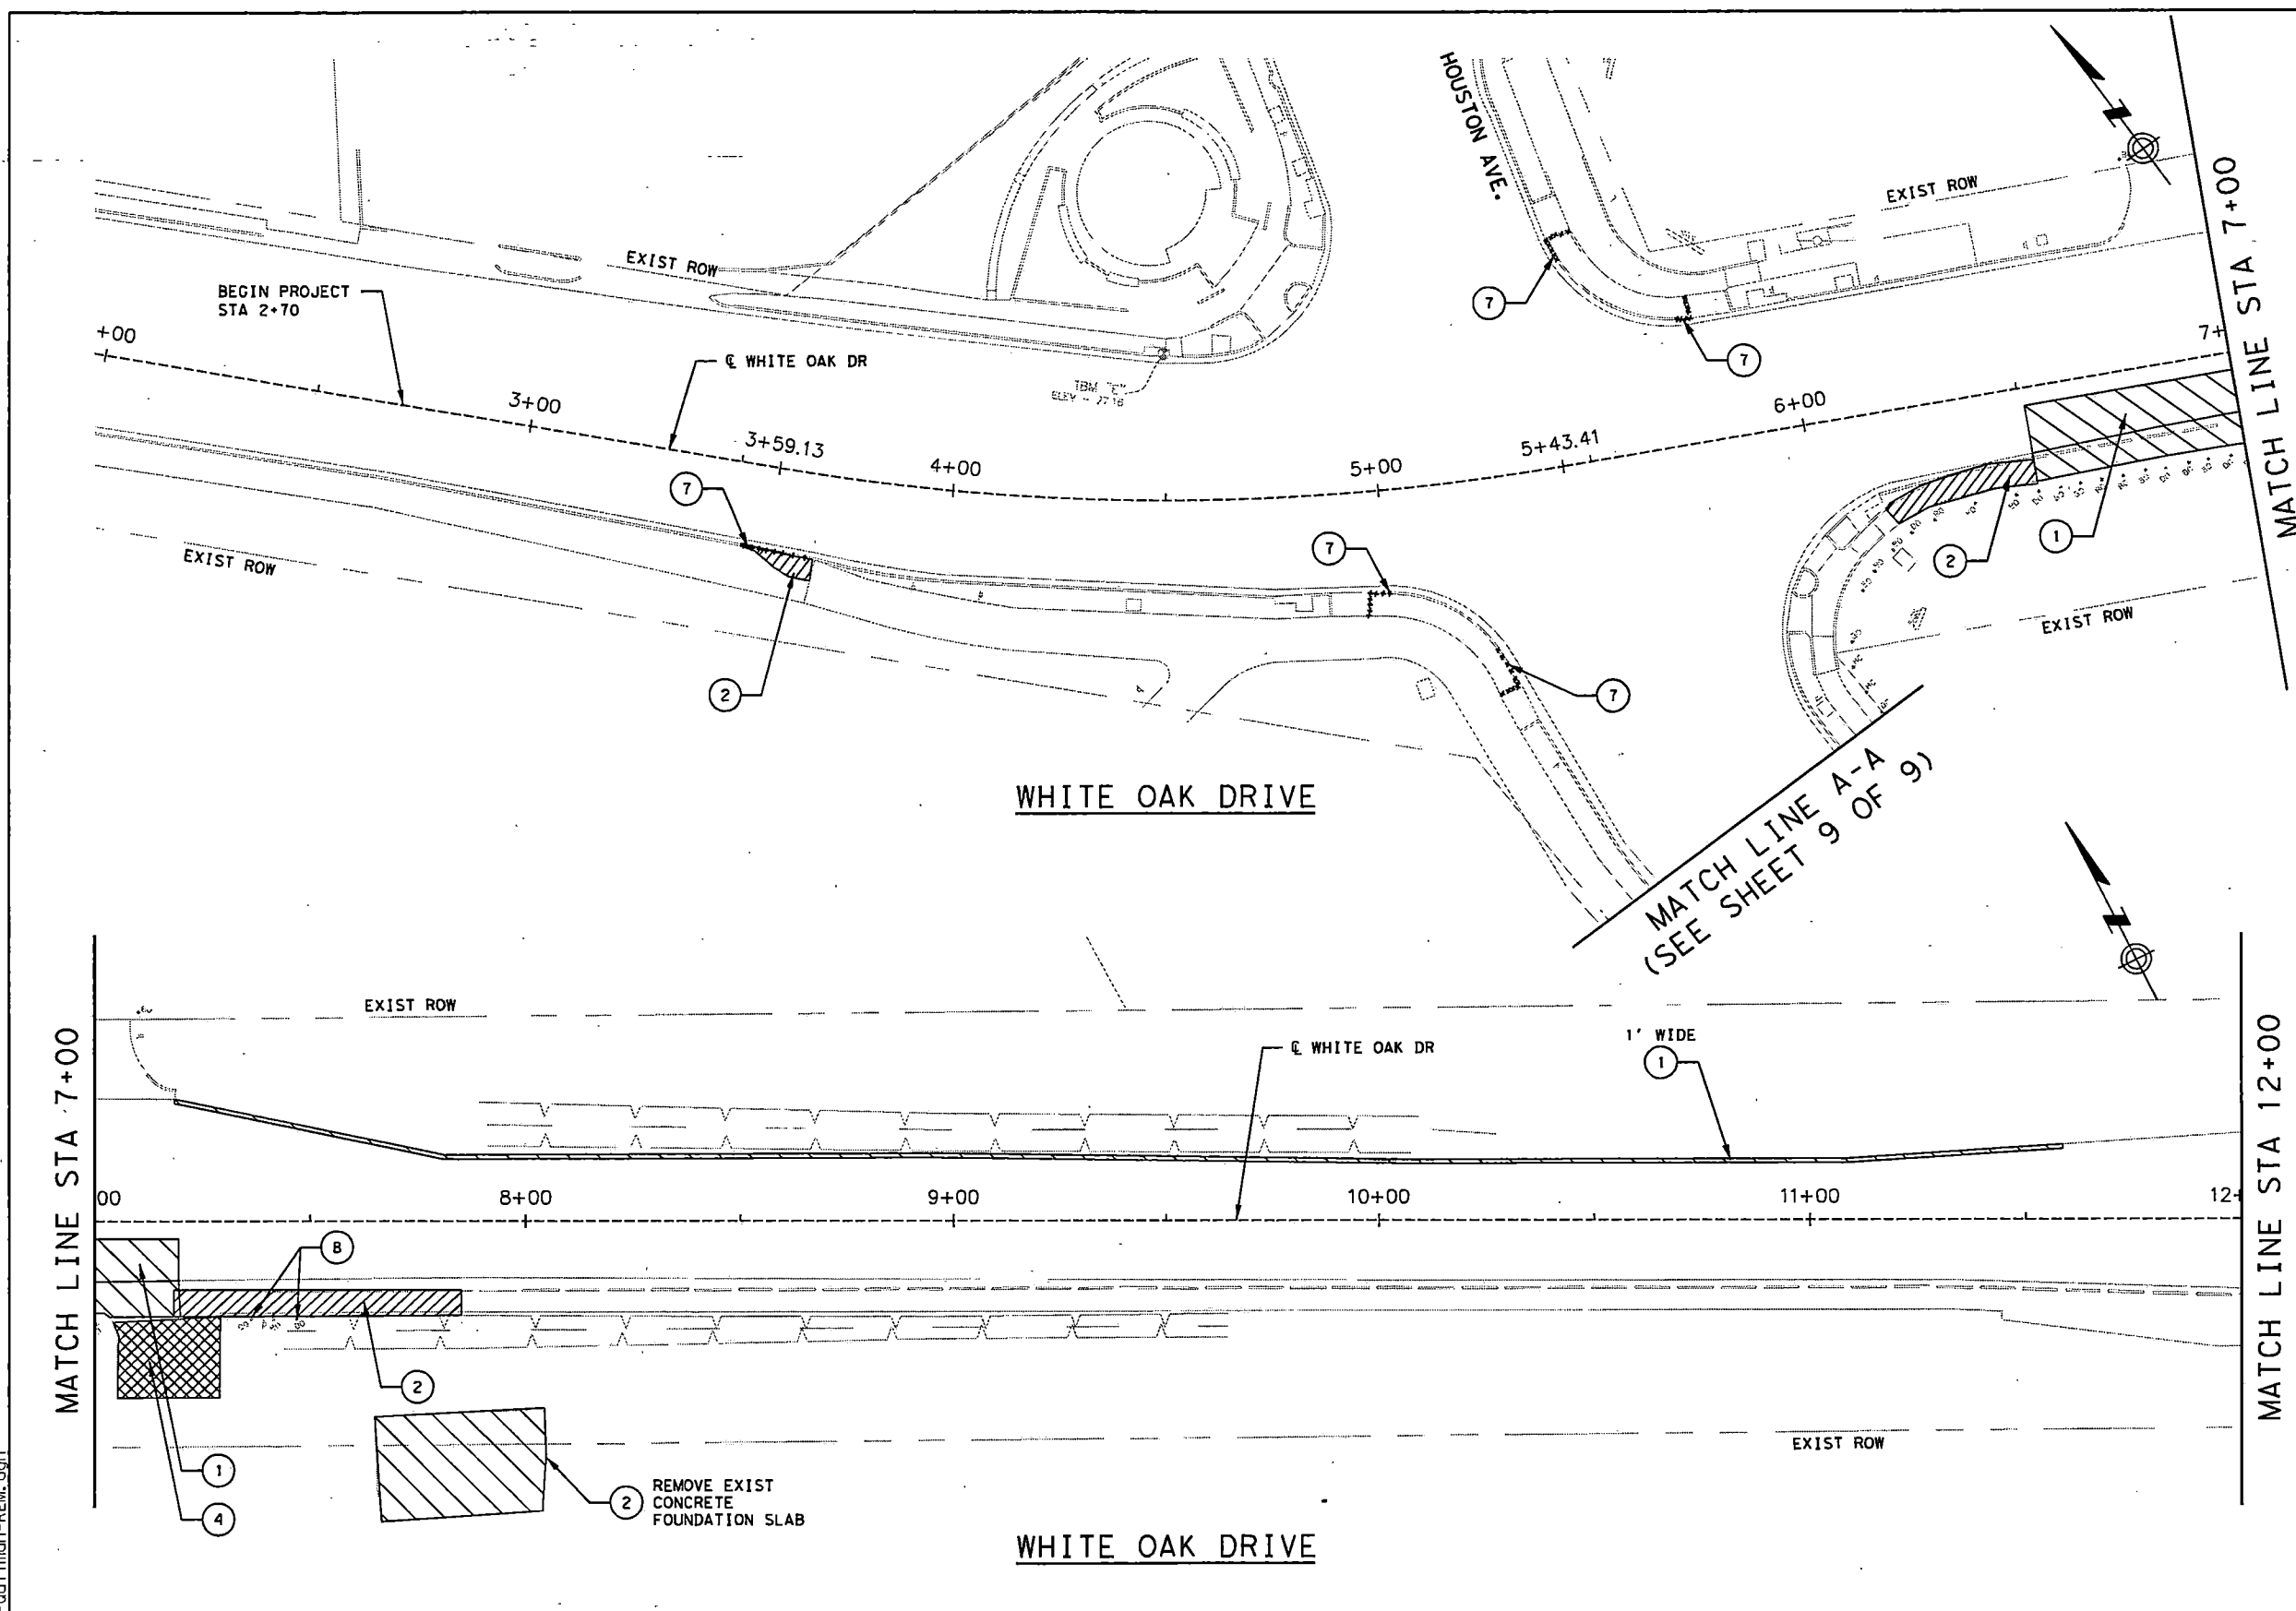 HOUSTON AVE.
EXIST ROW
MATCH LINE STA 7+00
EXIST ROW
BEGIN PROJECT
STA 2+70
7
+00
℄ WHITE OAK DR
7
7+
3+00
TBM "C"
6+00
3+59.13
5+43.41
4+00
5+00
7
1
7
2
EXIST ROW
EXIST ROW
2
7
WHITE OAK DRIVE
MATCH LINE A-A
(SEE SHEET 9 OF 9)
MATCH LINE STA 7+00
EXIST ROW
℄ WHITE OAK DR
1' WIDE
1
MATCH LINE STA 12+00
00
8+00
9+00
10+00
11+00
12+
8
2
EXIST ROW
1
4
2
REMOVE EXIST
CONCRETE
FOUNDATION SLAB
WHITE OAK DRIVE